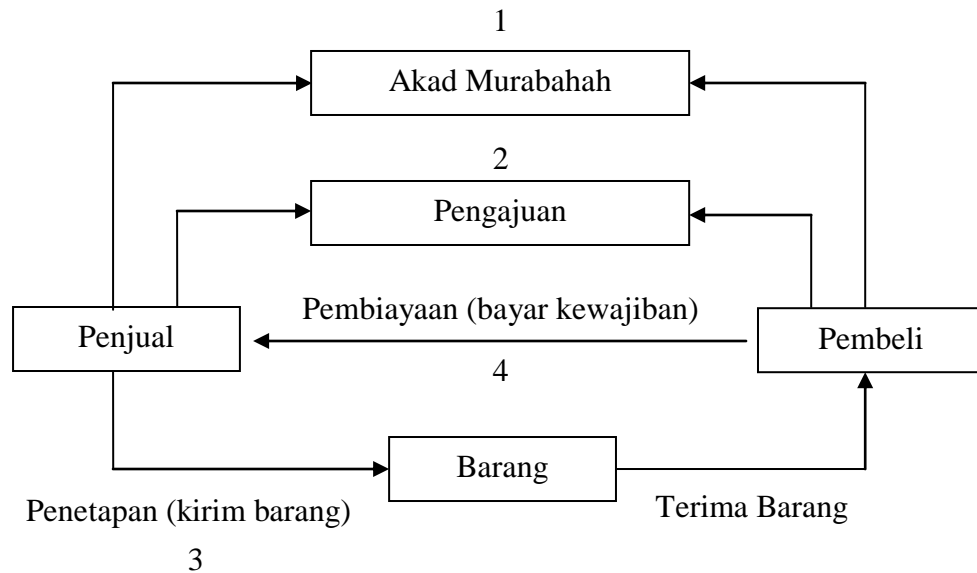 1
Akad Murabahah
2
Pengajuan
Pembiayaan (bayar kewajiban)
Penjual
Pembeli
4
Barang
Penetapan (kirim barang)
Terima Barang
3